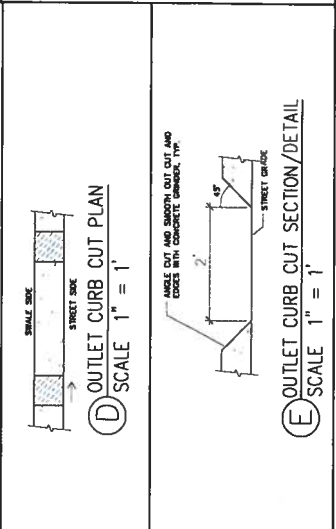 SWALE SIDE
STREET SIDE
D
OUTLET CURB CUT PLAN
SCALE 1" = 1'
ANGLE CUT AND SMOOTH OUT CUT AND
EDGES WITH CONCRETE GRINDER, TYP.
45°
2'
STREET GRADE
E
OUTLET CURB CUT SECTION/DETAIL
SCALE 1" = 1'